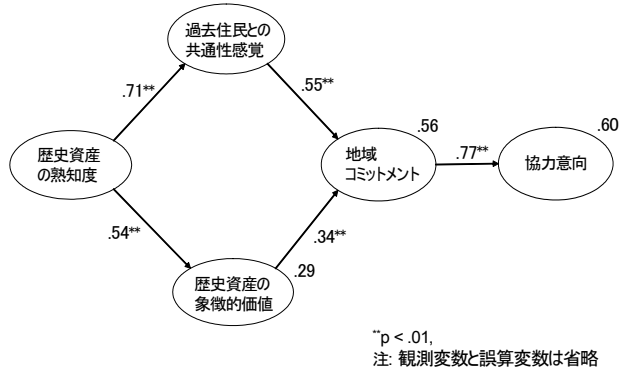 過去住民との
共通性感覚
.71**
.55**
歴史資産
の熟知度
地域
コミットメント
.56
.77**
協力意向
.60
.54**
.34**
歴史資産の
象徴的価値
.29
**p < .01,
注: 観測変数と誤算変数は省略